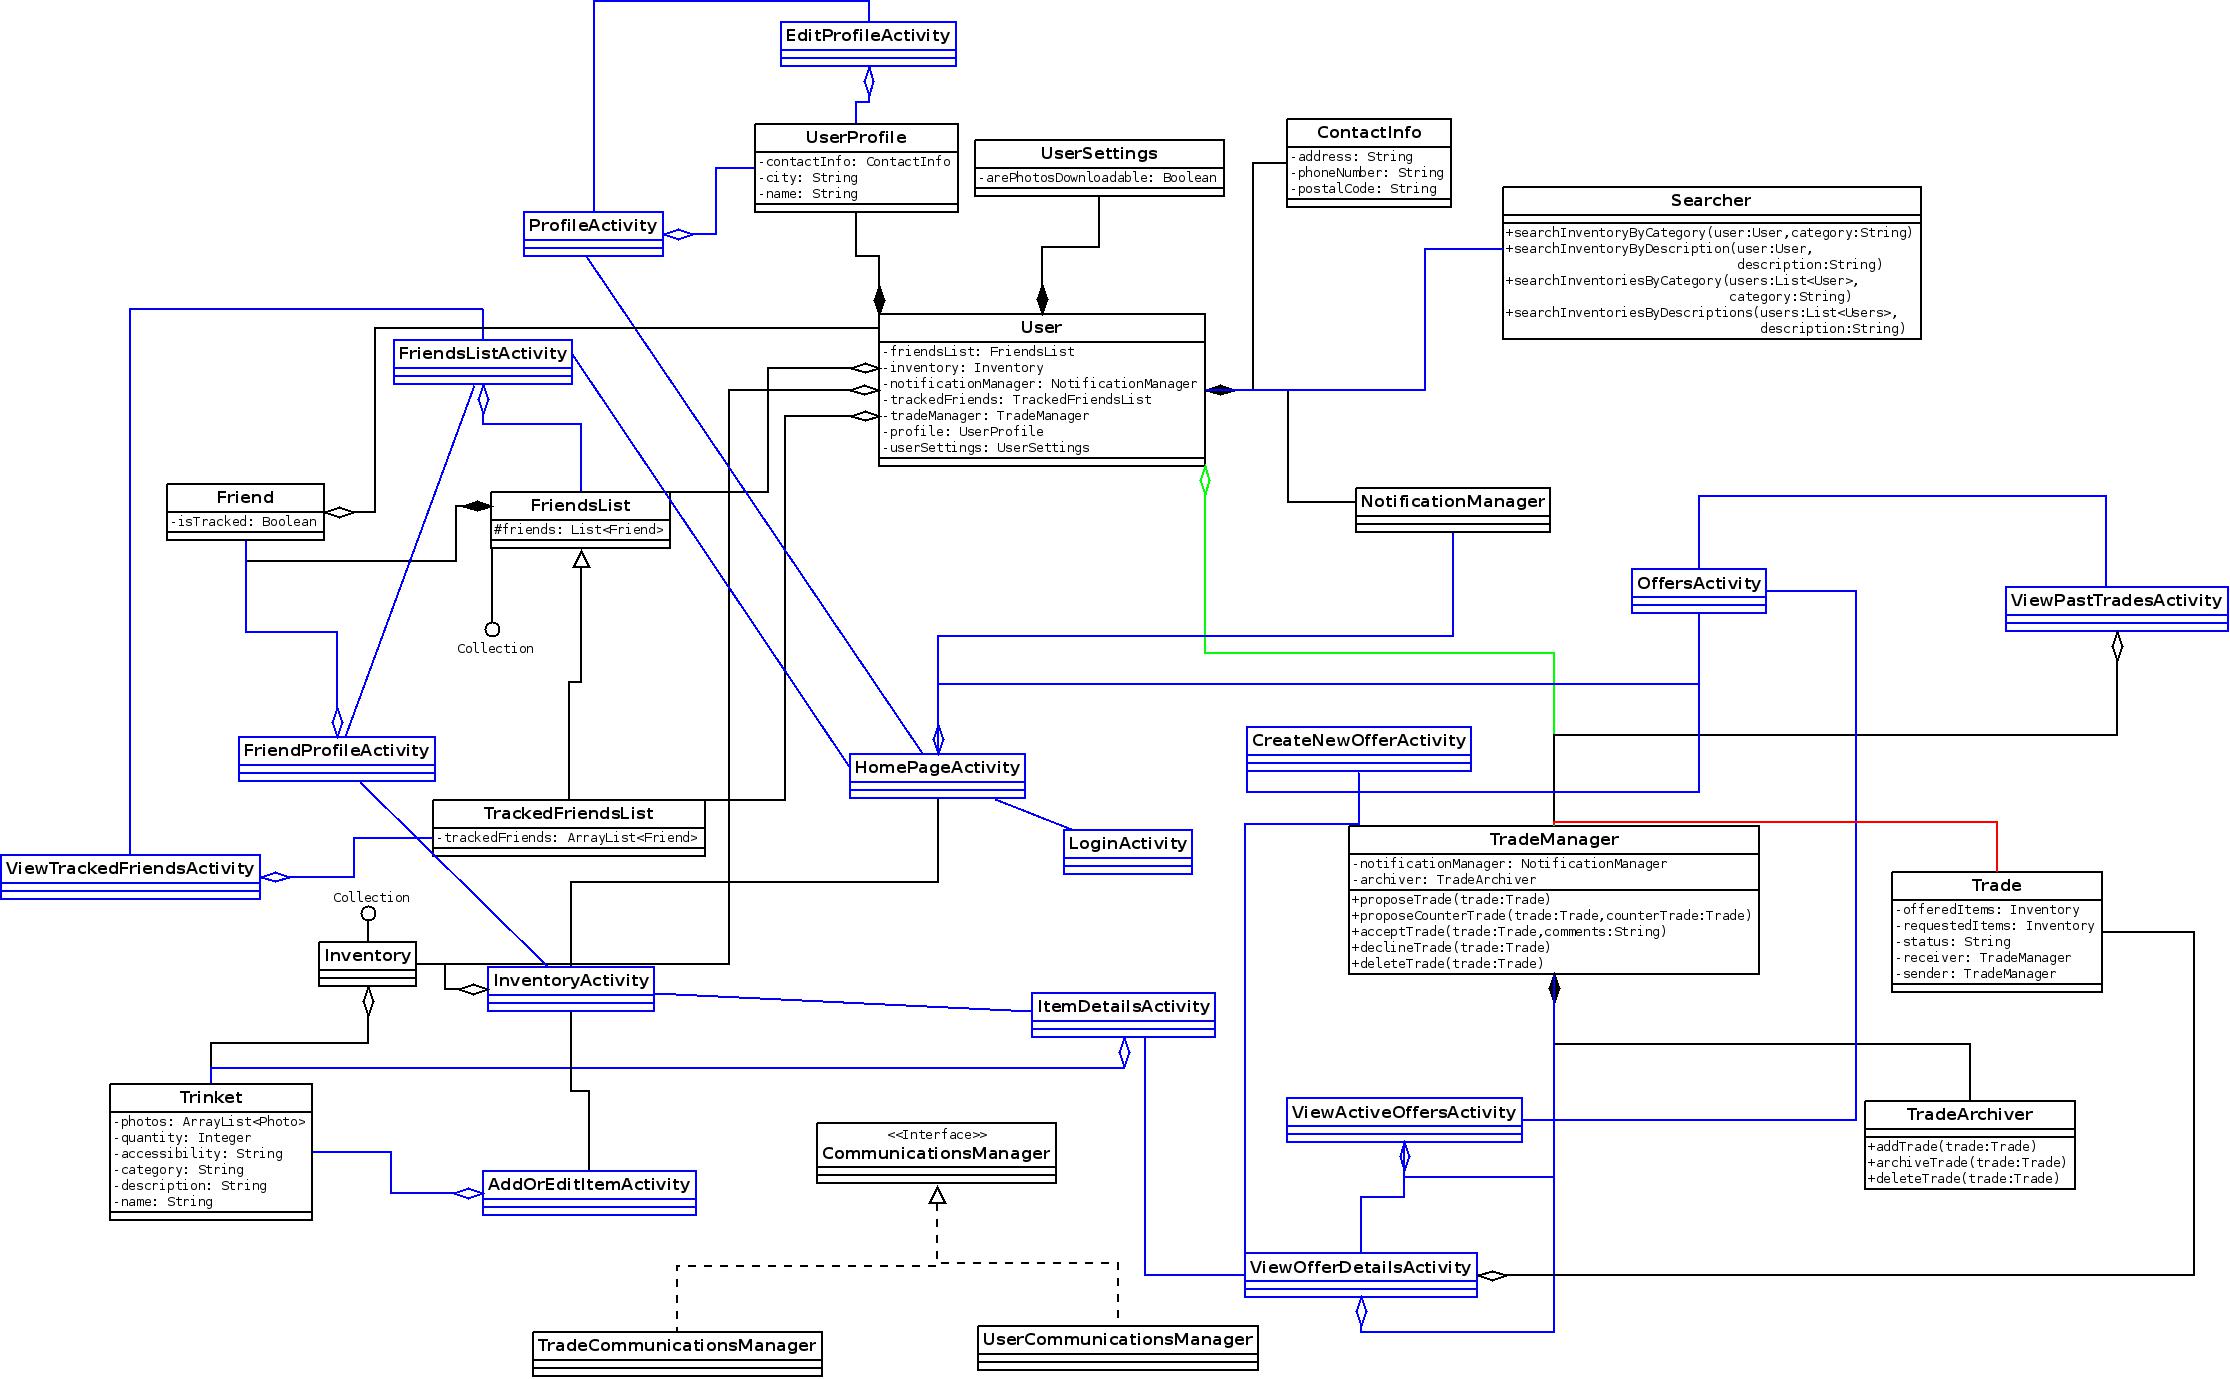 EditProfileActivity
UserProfile
-contactInfo: ContactInfo
-city: String
-name: String
UserSettings
-arePhotosDownloadable: Boolean
ContactInfo
-address: String
-phoneNumber: String
-postalCode: String
Searcher
+searchInventoryByCategory(user:User,category:String)
+searchInventoryByDescription(user:User,
description:String)
+searchInventoriesByCategory(users:List<User>,
category:String)
+searchInventoriesByDescriptions(users:List<Users>,
description:String)
ProfileActivity
User
-friendsList: FriendsList
-inventory: Inventory
-notificationManager: NotificationManager
-trackedFriends: TrackedFriendsList
-tradeManager: TradeManager
-profile: UserProfile
-userSettings: UserSettings
FriendsListActivity
Friend
-isTracked: Boolean
FriendsList
#friends: List<Friend>
Collection
NotificationManager
OffersActivity
ViewPastTradesActivity
FriendProfileActivity
HomePageActivity
CreateNewOfferActivity
TrackedFriendsList
-trackedFriends: ArrayList<Friend>
LoginActivity
ViewTrackedFriendsActivity
TradeManager
-notificationManager: NotificationManager
-archiver: TradeArchiver
+proposeTrade(trade:Trade)
+proposeCounterTrade(trade:Trade,counterTrade:Trade)
+acceptTrade(trade:Trade,comments:String)
+declineTrade(trade:Trade)
+deleteTrade(trade:Trade)
Trade
-offeredItems: Inventory
-requestedItems: Inventory
-status: String
-receiver: TradeManager
-sender: TradeManager
Collection
Inventory
InventoryActivity
ItemDetailsActivity
Trinket
-photos: ArrayList<Photo>
-quantity: Integer
-accessibility: String
-category: String
-description: String
-name: String
AddOrEditItemActivity
<<Interface>>
CommunicationsManager
ViewActiveOffersActivity
TradeArchiver
+addTrade(trade:Trade)
+archiveTrade(trade:Trade)
+deleteTrade(trade:Trade)
ViewOfferDetailsActivity
TradeCommunicationsManager
UserCommunicationsManager